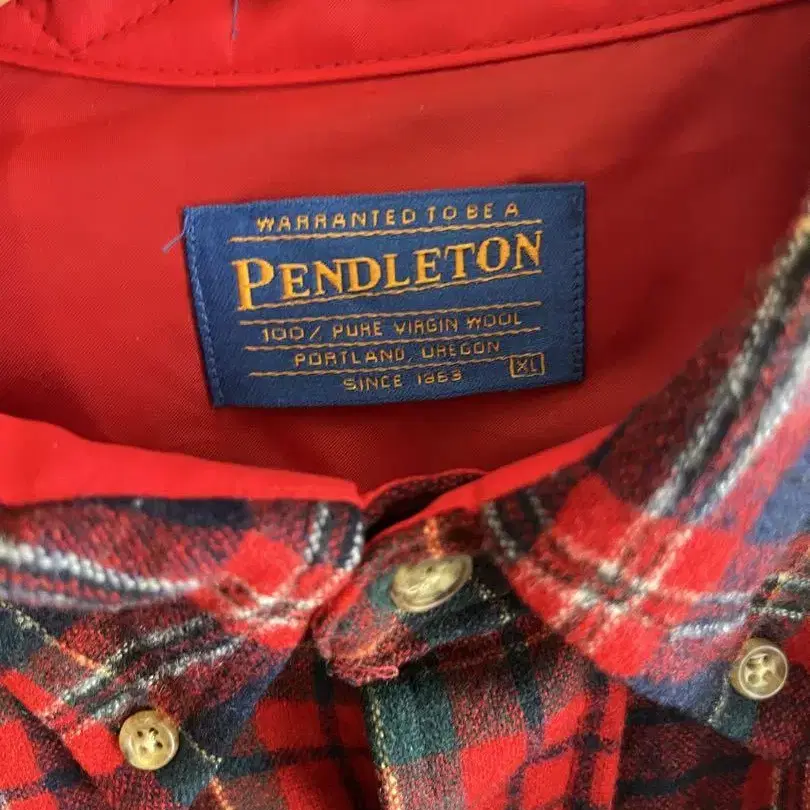 WARRANTED TO BE A
PENDLETON
100% PURE VIRGIN WOOL
PORTLAND, OREGON
SINCE 1863 XL